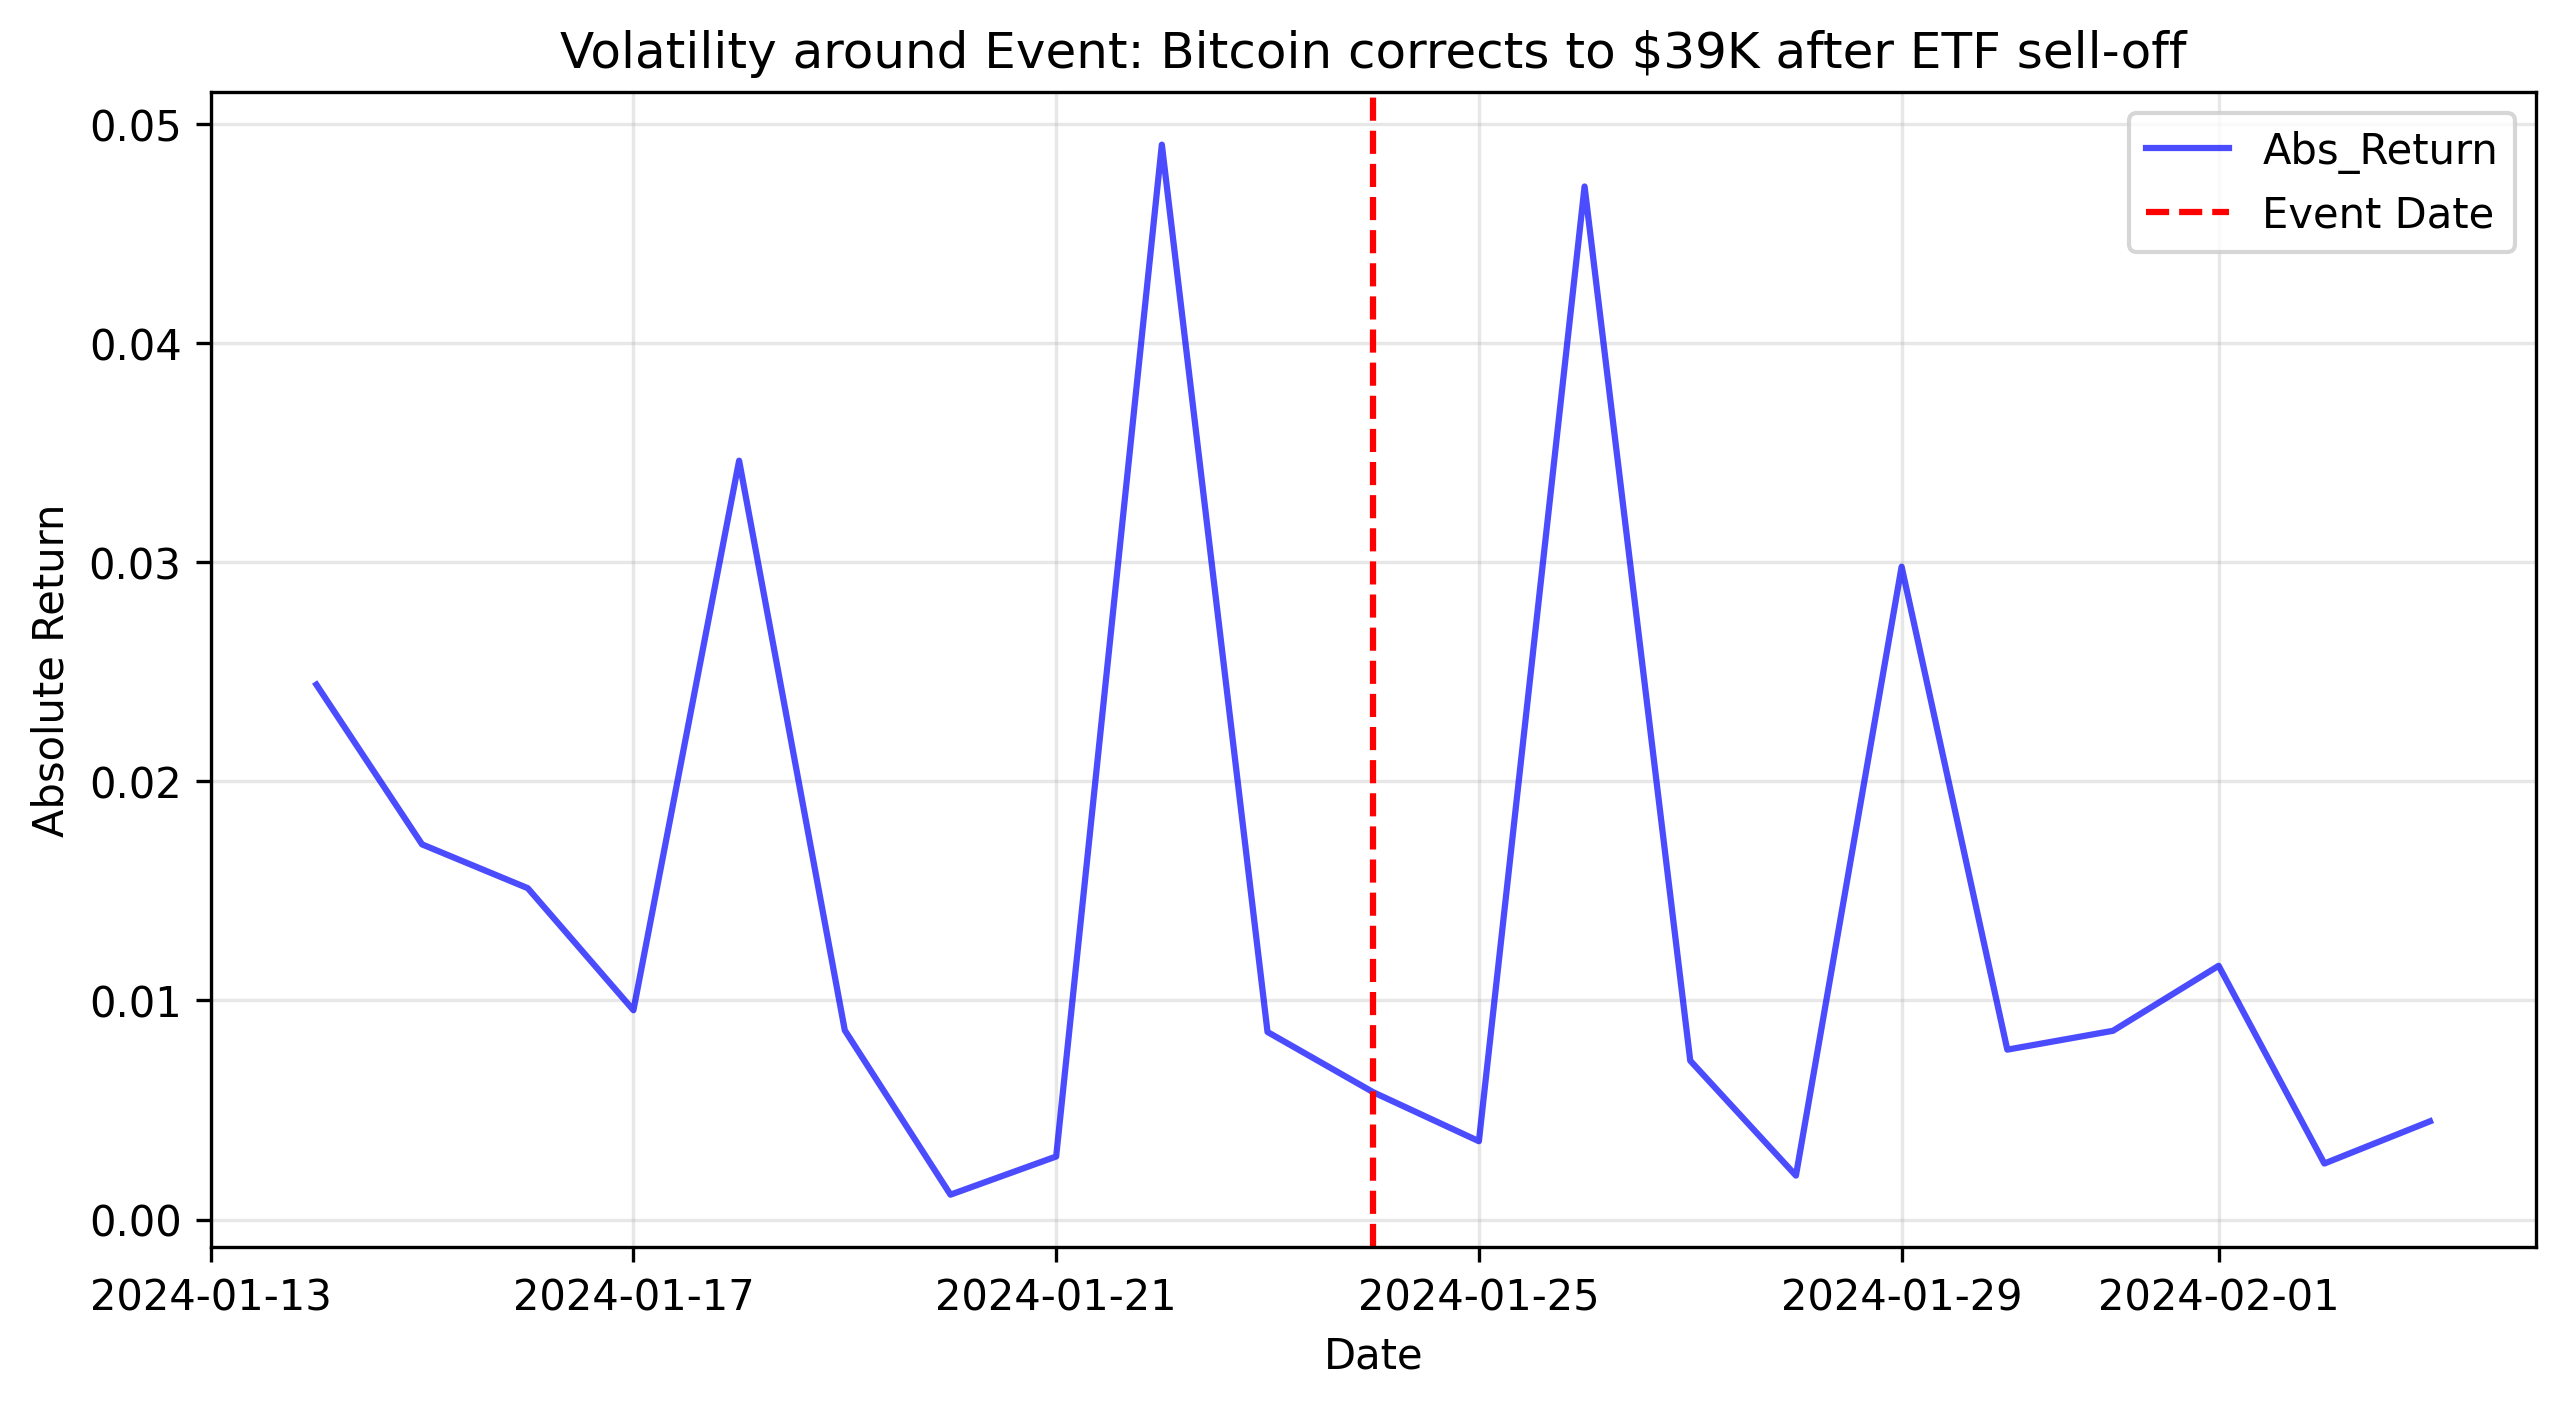 Volatility around Event: Bitcoin corrects to $39K after ETF sell-off
Abs_Return
Event Date
0.05
0.04
0.03
0.02
0.01
0.00
Absolute Return
2024-01-13 2024-01-17 2024-01-21 2024-01-25 2024-01-29 2024-02-01
Date